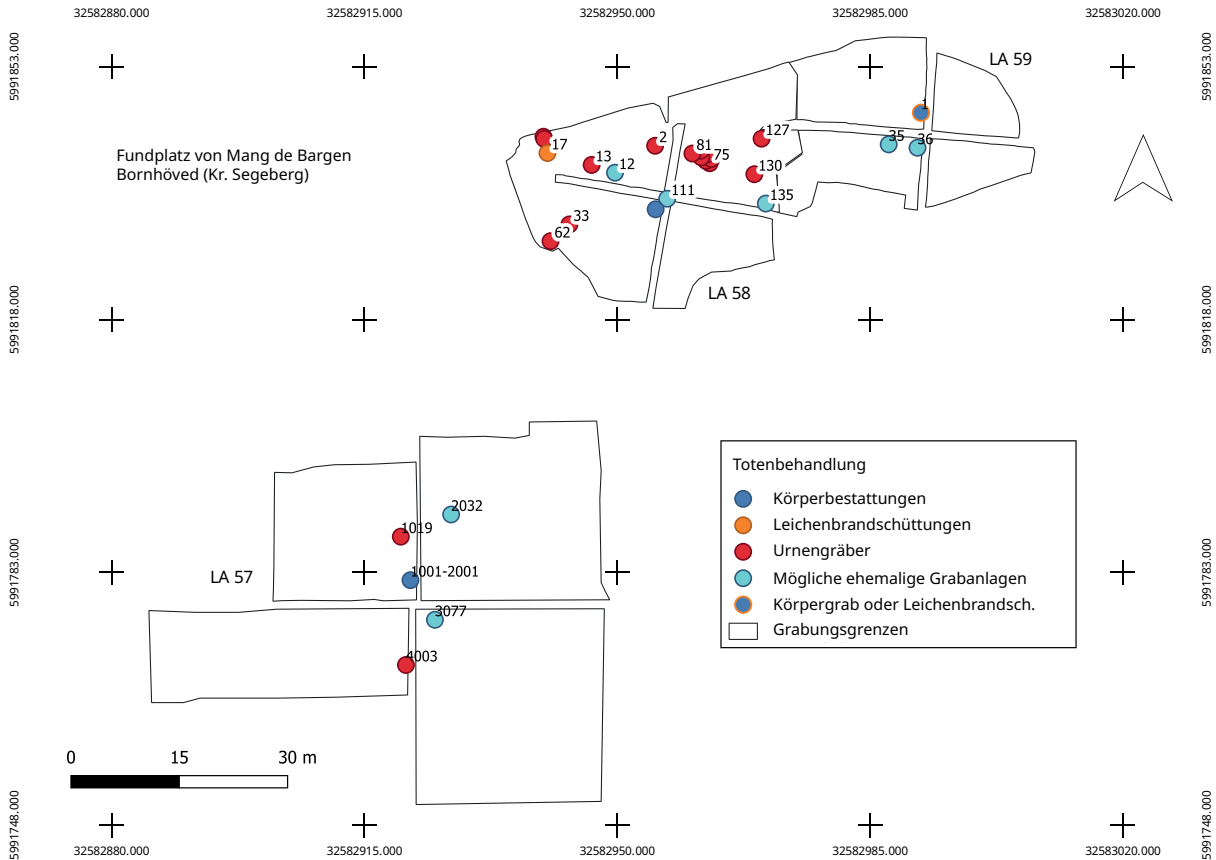 32582880.000
32582915.000
32582950.000
32582985.000
32583020.000
5991853.000
5991853.000
LA 59
1
Fundplatz von Mang de Bargen
Bornhöved (Kr. Segeberg)
17
13
12
2
81
75
127
130
35
36
111
135
33
62
LA 58
5991818.000
5991818.000
2032
1019
1001-2001
LA 57
3077
4003
5991783.000
5991783.000
Totenbehandlung
Körperbestattungen
Leichenbrandschüttungen
Urnengräber
Mögliche ehemalige Grabanlagen
Körpergrab oder Leichenbrandsch.
Grabungsgrenzen
0 15 30 m
5991748.000
5991748.000
32582880.000
32582915.000
32582950.000
32582985.000
32583020.000